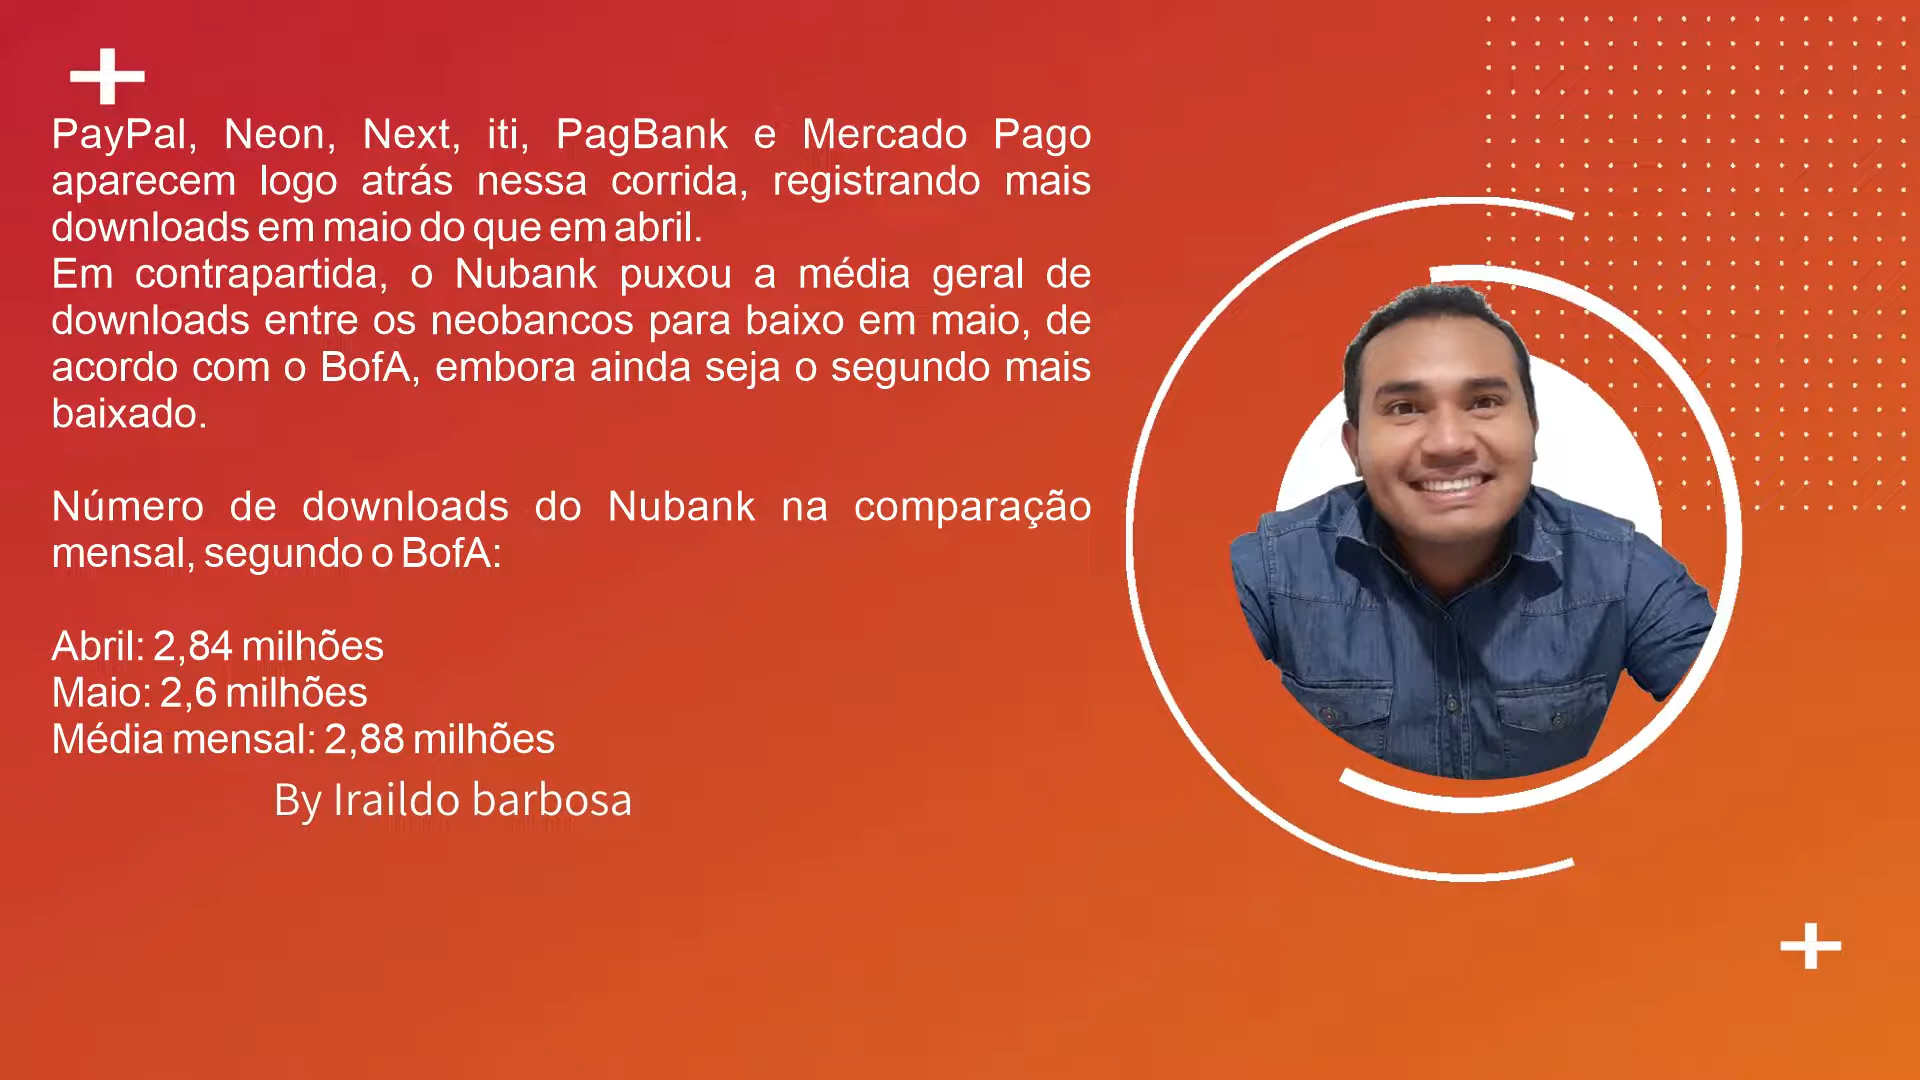 PayPal, Neon, Next, iti, PagBank e Mercado Pago
aparecem logo atrás nessa corrida, registrando mais
downloads em maio do que em abril.
Em contrapartida, o Nubank puxou a média geral de
downloads entre os neobancos para baixo em maio, de
acordo com o BofA, embora ainda seja o segundo mais
baixado.
Número de downloads do Nubank na comparação
mensal, segundo o BofA:
Abril: 2,84 milhões
Maio: 2,6 milhões
Média mensal: 2,88 milhões
By Iraildo barbosa